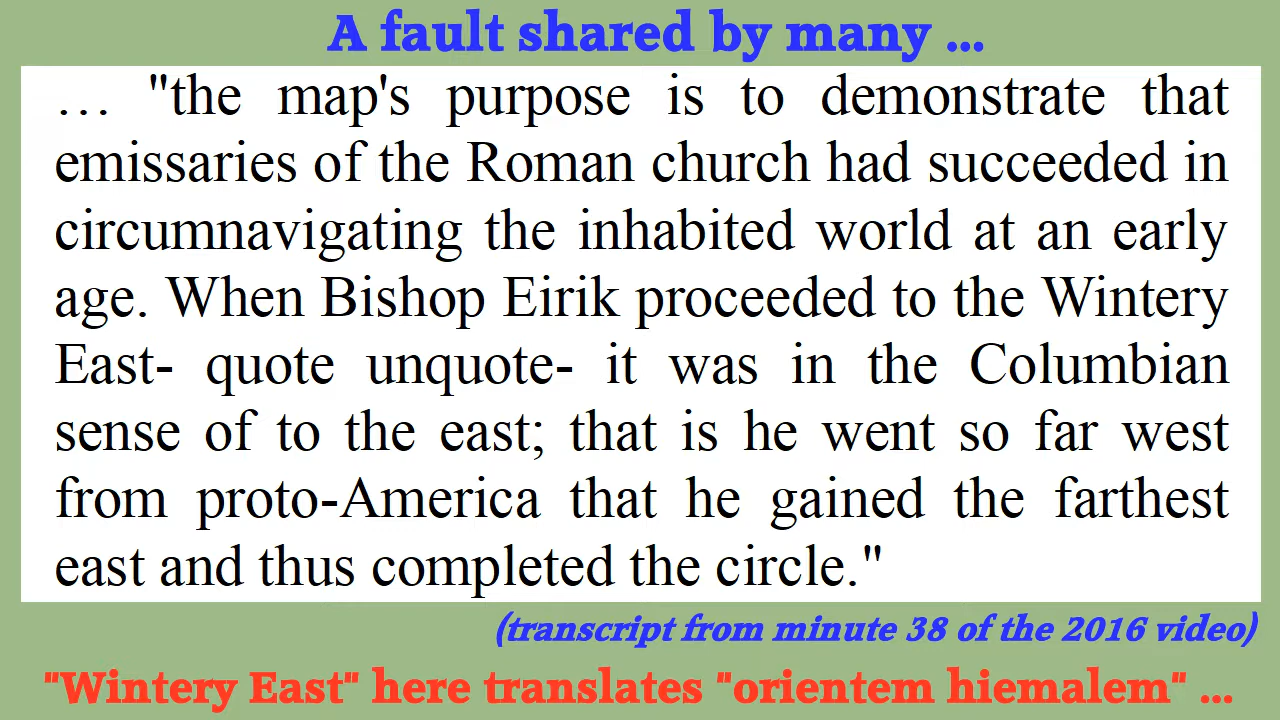 A fault shared by many ...
… "the map's purpose is to demonstrate that
emissaries of the Roman church had succeeded in
circumnavigating the inhabited world at an early
age. When Bishop Eirik proceeded to the Wintery
East- quote unquote- it was in the Columbian
sense of to the east; that is he went so far west
from proto-America that he gained the farthest
east and thus completed the circle."
(transcript from minute 38 of the 2016 video)
"Wintery East" here translates "orientem hiemalem" ...